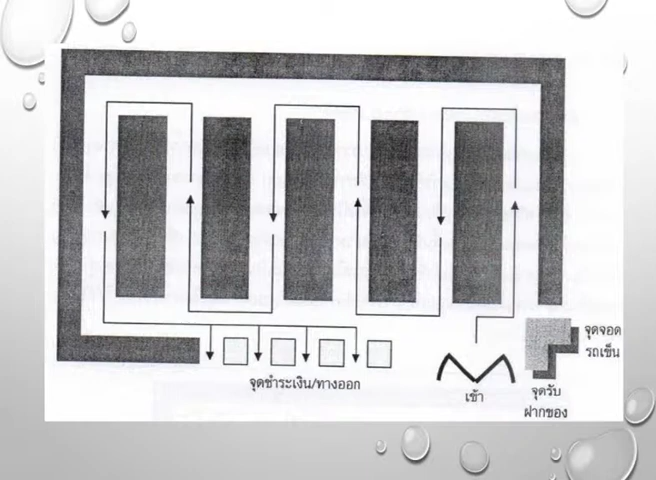 จุดจอด
รถเข็น
จุดชำระเงิน/ทางออก
เข้า
จุดรับ
ฝากของ